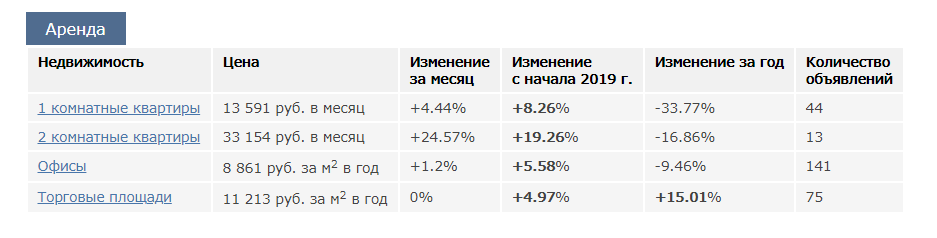 Аренда
Недвижимость Цена Изменение за месяц Изменение с начала 2019 г. Изменение за год Количество объявлений
1 комнатные квартиры 13 591 руб. в месяц +4.44% +8.26% -33.77% 44
2 комнатные квартиры 33 154 руб. в месяц +24.57% +19.26% -16.86% 13
Офисы 8 861 руб. за м2 в год +1.2% +5.58% -9.46% 141
Торговые площади 11 213 руб. за м2 в год 0% +4.97% +15.01% 75